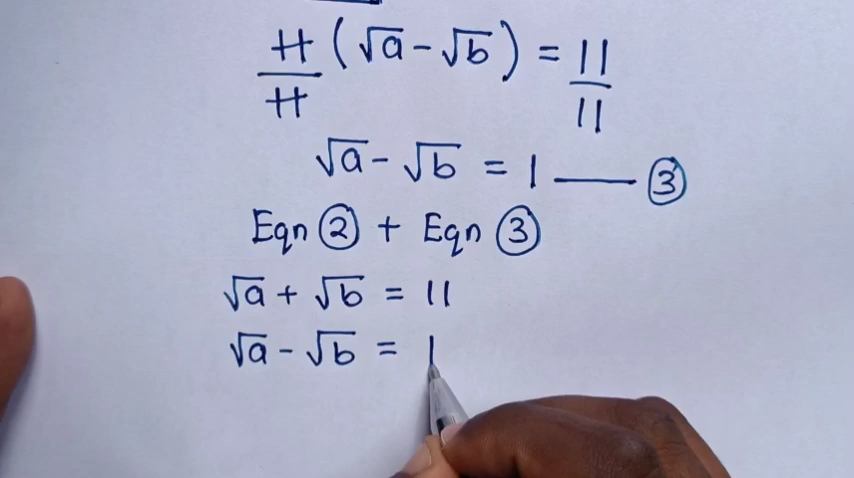 11/11 (√a - √b) = 11/11
√a - √b = 1 —— ③
Eqn ② + Eqn ③
√a + √b = 11
√a - √b = 1